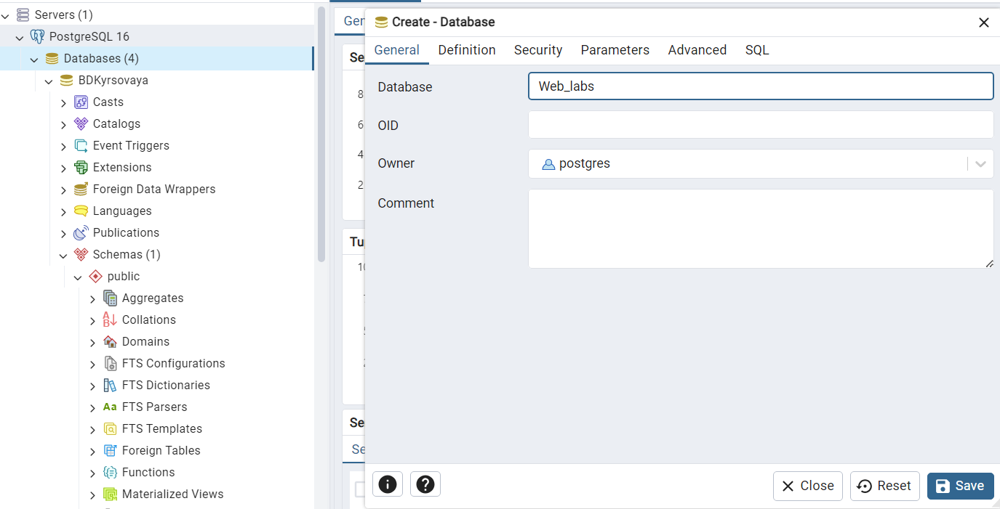 Servers (1)
PostgreSQL 16
Databases (4)
BDKyrsovaya
Casts
Catalogs
Event Triggers
Extensions
Foreign Data Wrappers
Languages
Publications
Schemas (1)
public
Aggregates
Collations
Domains
FTS Configurations
FTS Dictionaries
Aa FTS Parsers
FTS Templates
Foreign Tables
Functions
Materialized Views
Gen
Se
8
6
4
2
Tu
10
Se
Se
Create - Database
General Definition Security Parameters Advanced SQL
Database Web_labs
OID
Owner postgres
Comment
Close Reset Save